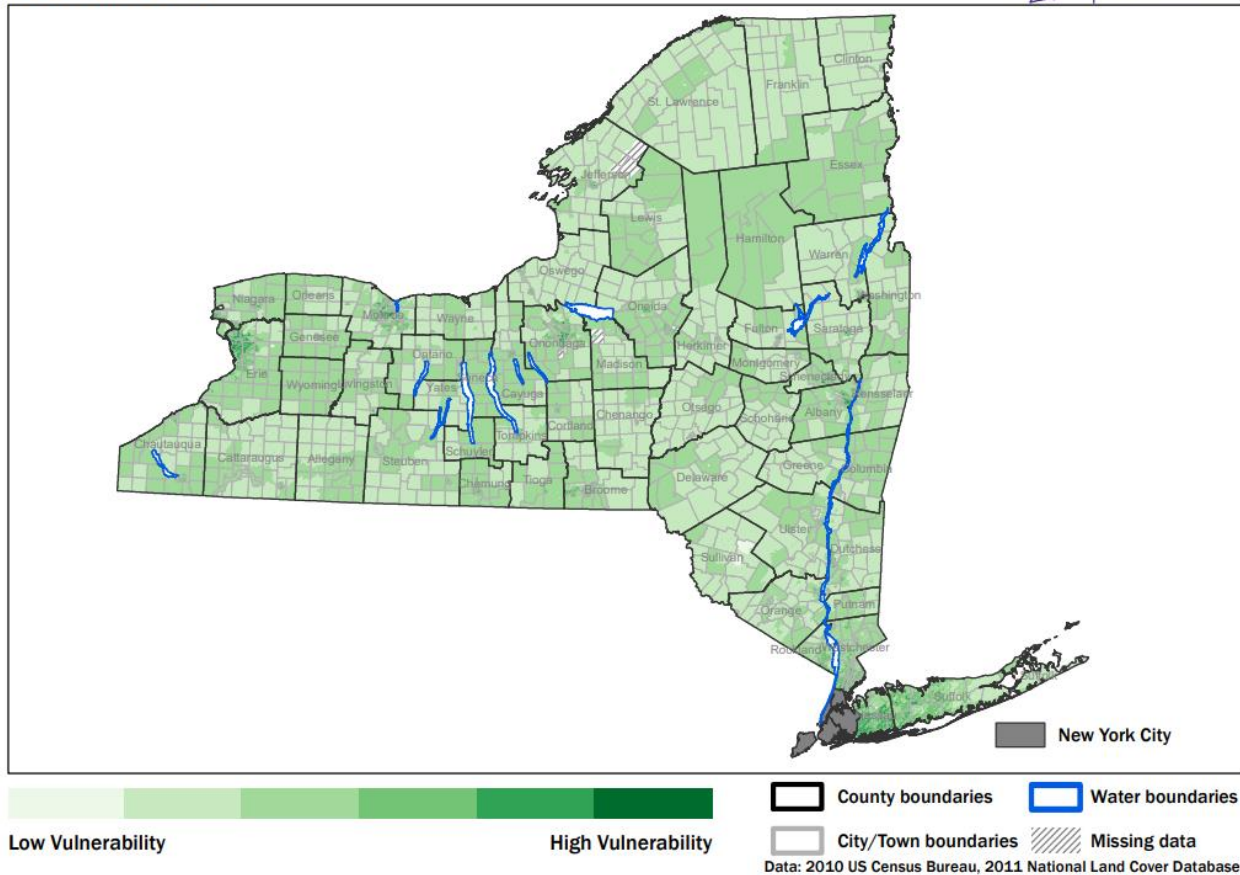 Clinton
Franklin
St. Lawrence
Essex
Jefferson
Lewis
Hamilton
Warren
Oswego
Washington
Niagara
Orleans
Oneida
Monroe
Wayne
Fulton
Saratoga
Genesee
Onondaga
Herkimer
Ontario
Madison
Montgomery
Erie
Seneca
Schenectady
Wyoming
Livingston
Yates
Cayuga
Rensselaer
Otsego
Albany
Chenango
Schoharie
Cortland
Tompkins
Chautauqua
Schuyler
Cattaraugus
Allegany
Steuben
Greene
Columbia
Delaware
Chemung
Tioga
Broome
Ulster
Dutchess
Sullivan
Putnam
Orange
Rockland
Westchester
Suffolk
Suffolk
New York City
Low Vulnerability
High Vulnerability
County boundaries
Water boundaries
City/Town boundaries
Missing data
Data: 2010 US Census Bureau, 2011 National Land Cover Database